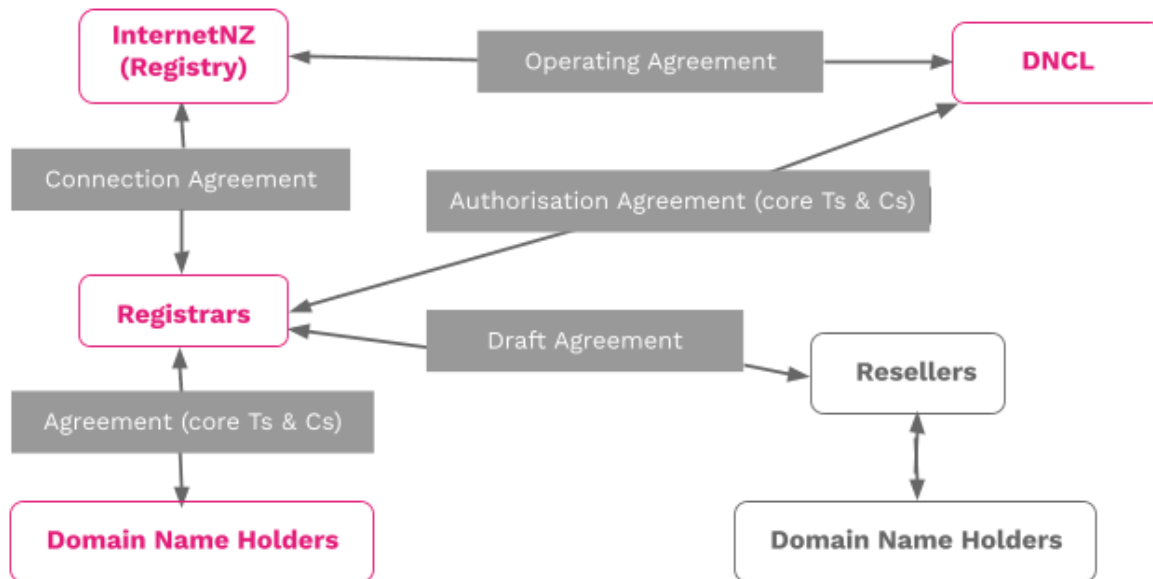 InternetNZ
(Registry)
Operating Agreement
DNCL
Connection Agreement
Authorisation Agreement (core Ts & Cs)
Registrars
Draft Agreement
Resellers
Agreement (core Ts & Cs)
Domain Name Holders
Domain Name Holders